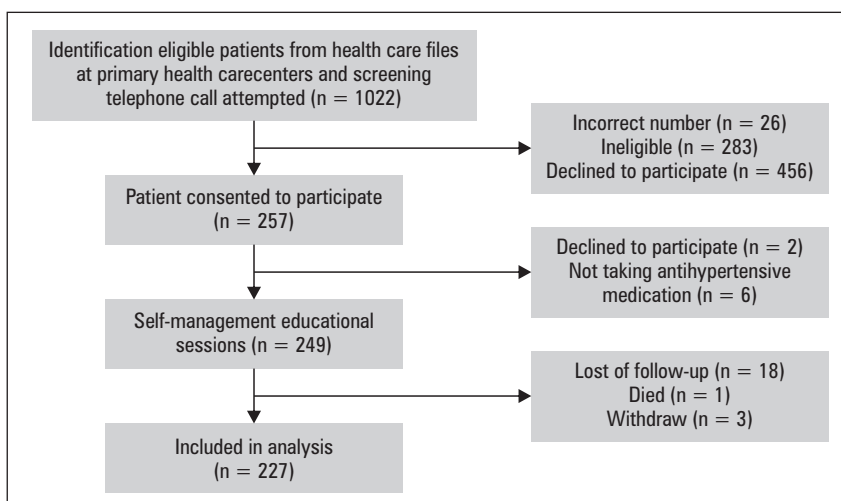 Identification eligible patients from health care files
at primary health carecenters and screening
telephone call attempted (n = 1022)
Incorrect number (n = 26)
Ineligible (n = 283)
Declined to participate (n = 456)
Patient consented to participate
(n = 257)
Declined to participate (n = 2)
Not taking antihypertensive
medication (n = 6)
Self-management educational
sessions (n = 249)
Lost of follow-up (n = 18)
Died (n = 1)
Withdraw (n = 3)
Included in analysis
(n = 227)